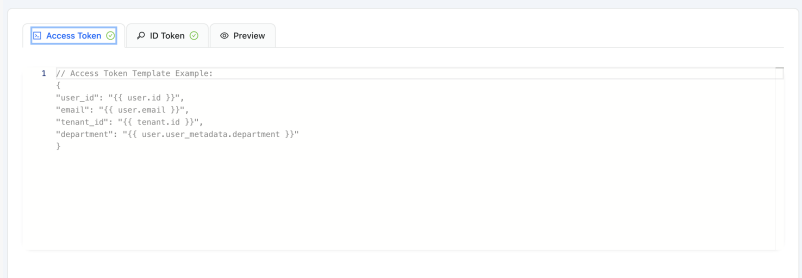 Access Token ID Token Preview
1 // Access Token Template Example:
{
"user_id": "{{ user.id }}",
"email": "{{ user.email }}",
"tenant_id": "{{ tenant.id }}",
"department": "{{ user.user_metadata.department }}"
}